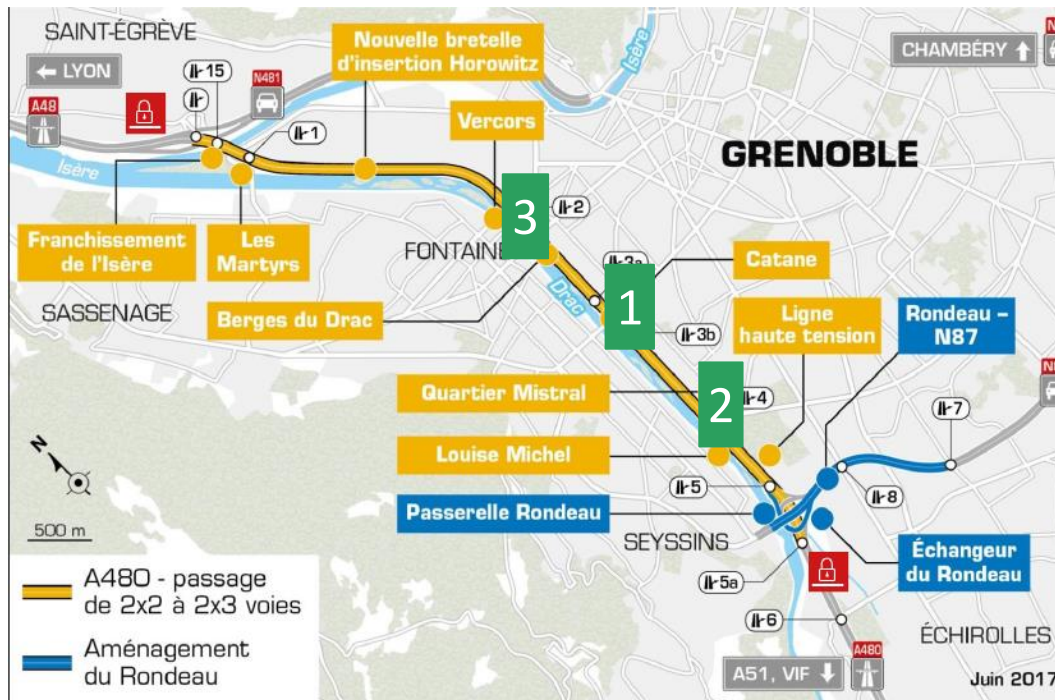 SAINT-ÉGRÈVE
← LYON
A48
15
N481
1
Nouvelle bretelle
d'insertion Horowitz
Vercors
CHAMBÉRY ↑
Isère
GRENOBLE
Isère
3
2
Franchissement
de l'Isère
Les
Martyrs
FONTAINE
SASSENAGE
Berges du Drac
Drac
3a
1
Catane
3b
Ligne
haute tension
Rondeau –
N87
Quartier Mistral
2
4
7
Louise Michel
N
5
8
Passerelle Rondeau
500 m
SEYSSINS
Échangeur
du Rondeau
5a
6
A480 - passage
de 2x2 à 2x3 voies
ÉCHIROLLES
Aménagement
du Rondeau
A51, VIF ↓
A480
Juin 2017